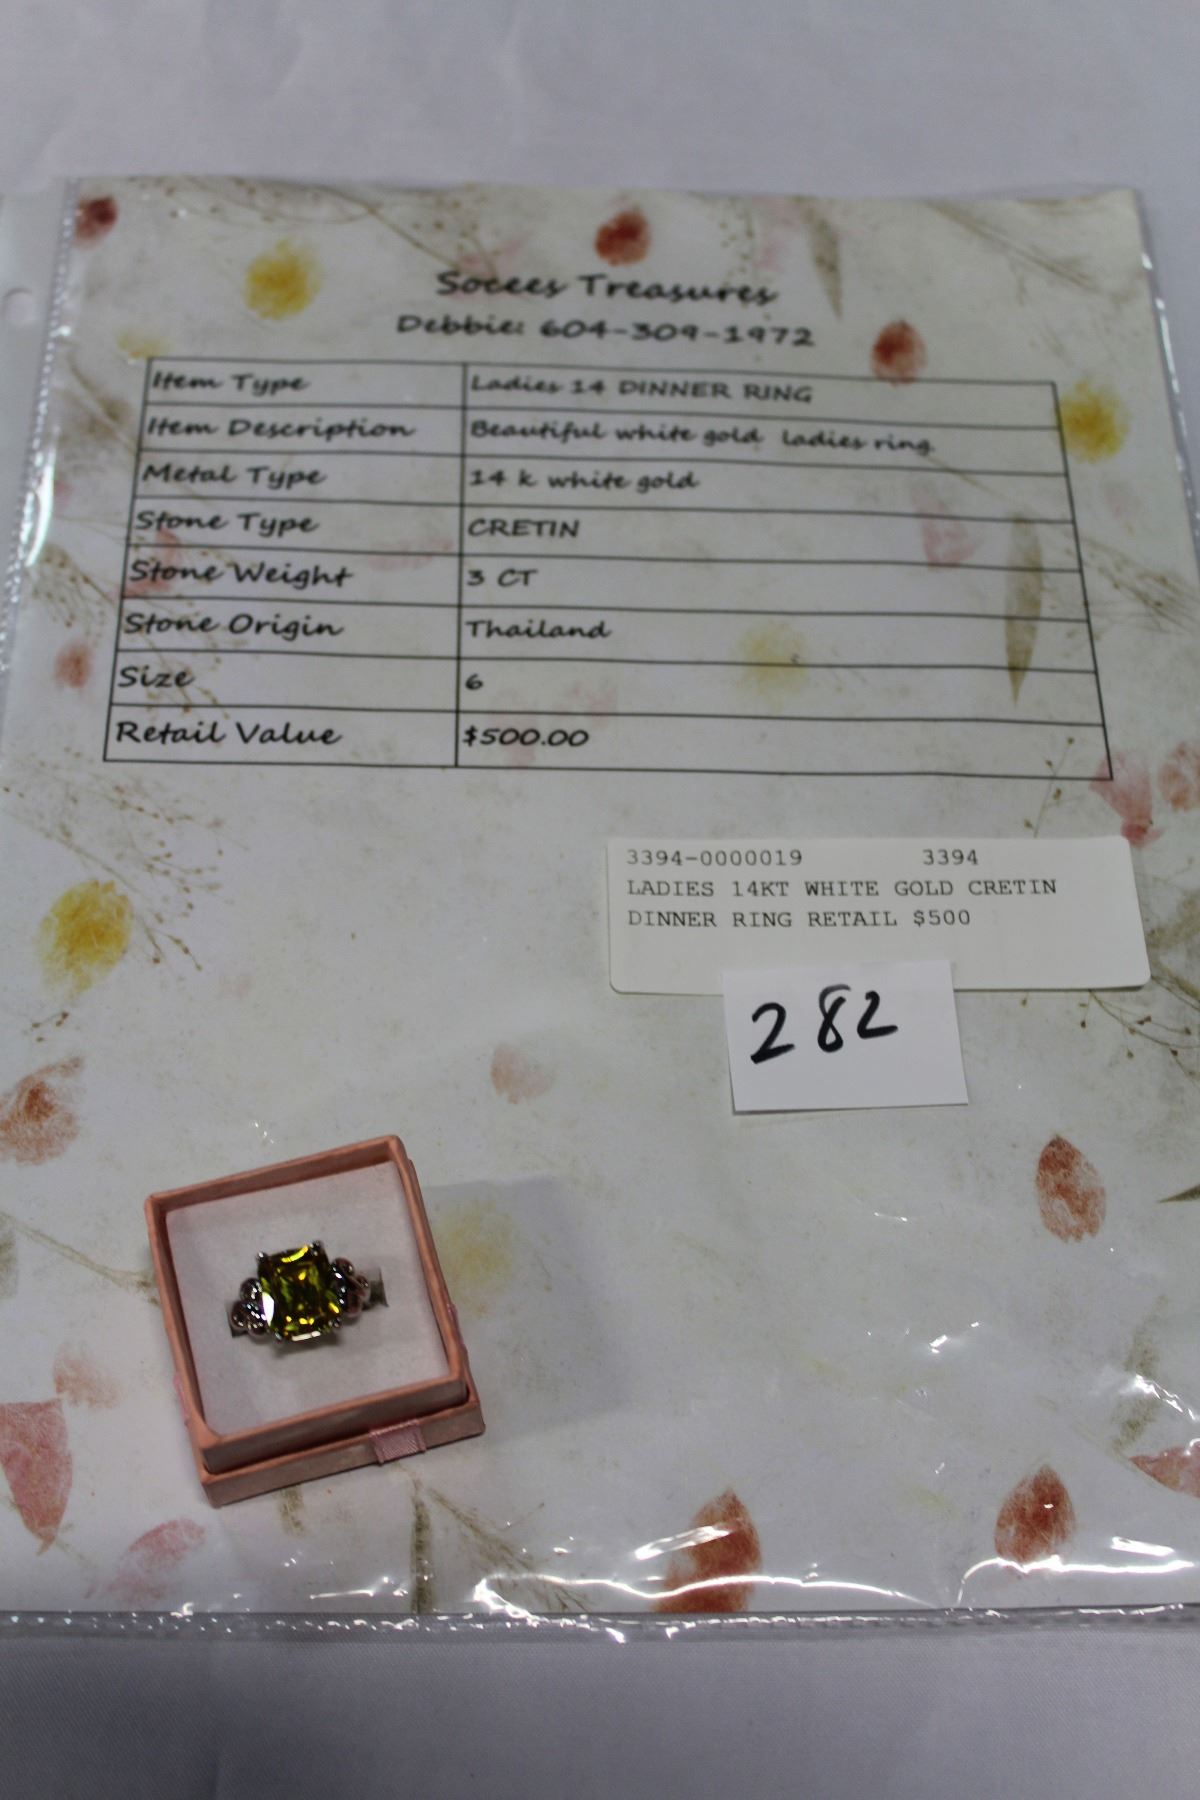 Socees Treasures
Debbie: 604-309-1972
Item Type Ladies 14 DINNER RING
Item Description Beautiful white gold ladies ring.
Metal Type 14 k white gold
Stone Type CRETIN
Stone Weight 3 CT
Stone Origin Thailand
Size 6
Retail Value $500.00
3394-0000019 3394
LADIES 14KT WHITE GOLD CRETIN
DINNER RING RETAIL $500
282